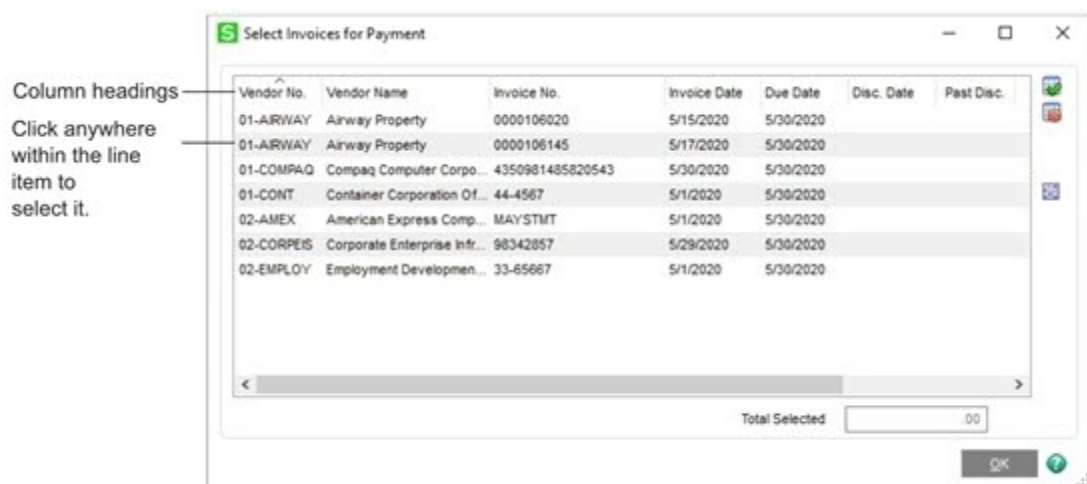 S Select Invoices for Payment
Column headings
Click anywhere
within the line
item to
select it.
Vendor No. Vendor Name Invoice No. Invoice Date Due Date Disc. Date Past Disc.
01-AIRWAY Airway Property 0000106020 5/15/2020 5/30/2020
01-AIRWAY Airway Property 0000106145 5/17/2020 5/30/2020
01-COMPAQ Compaq Computer Corpo... 4350981485820543 5/30/2020 5/30/2020
01-CONT Container Corporation Of... 44-4567 5/1/2020 5/30/2020
02-AMEX American Express Comp... MAYSTMT 5/1/2020 5/30/2020
02-CORPEIS Corporate Enterprise Infr... 98342857 5/29/2020 5/30/2020
02-EMPLOY Employment Developmen... 33-65667 5/1/2020 5/30/2020
Total Selected .00
OK ?